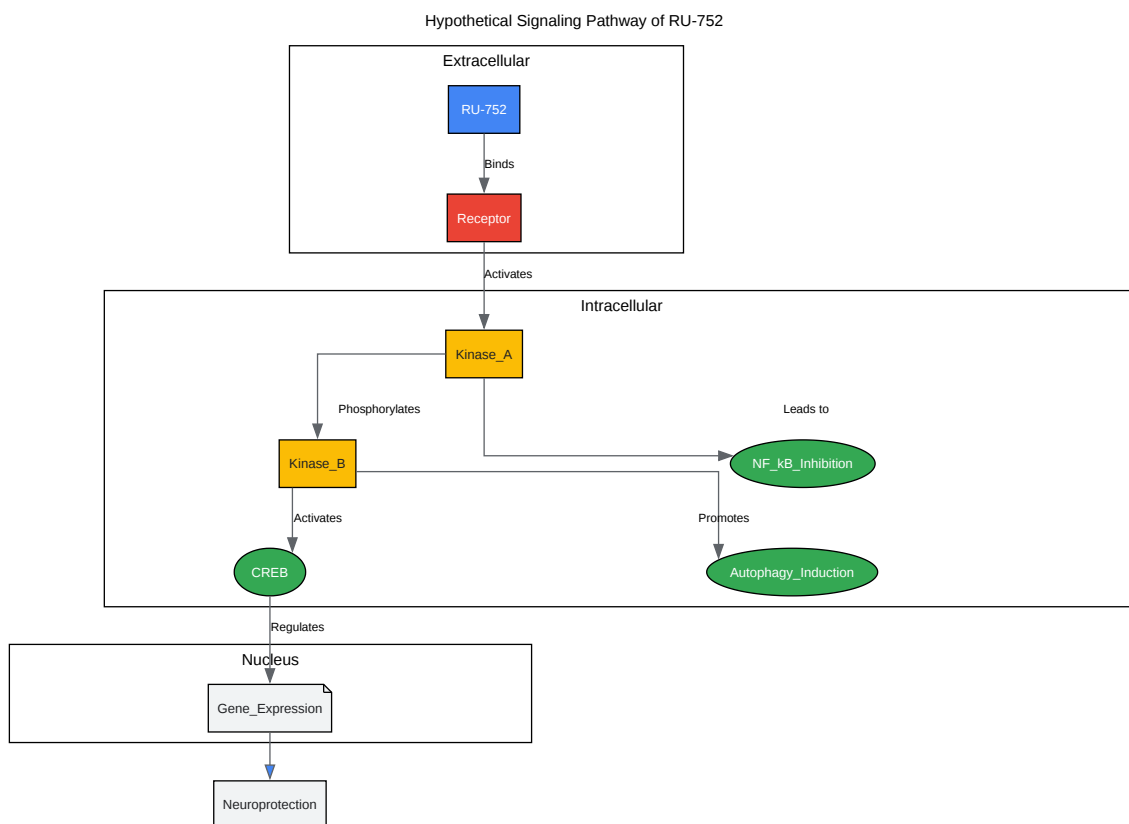 Hypothetical Signaling Pathway of RU-752
Extracellular
RU-752
Binds
Receptor
Activates
Intracellular
Kinase_A
Phosphorylates
Leads to
Kinase_B
NF_kB_Inhibition
Activates
Promotes
CREB
Autophagy_Induction
Regulates
Nucleus
Gene_Expression
Neuroprotection